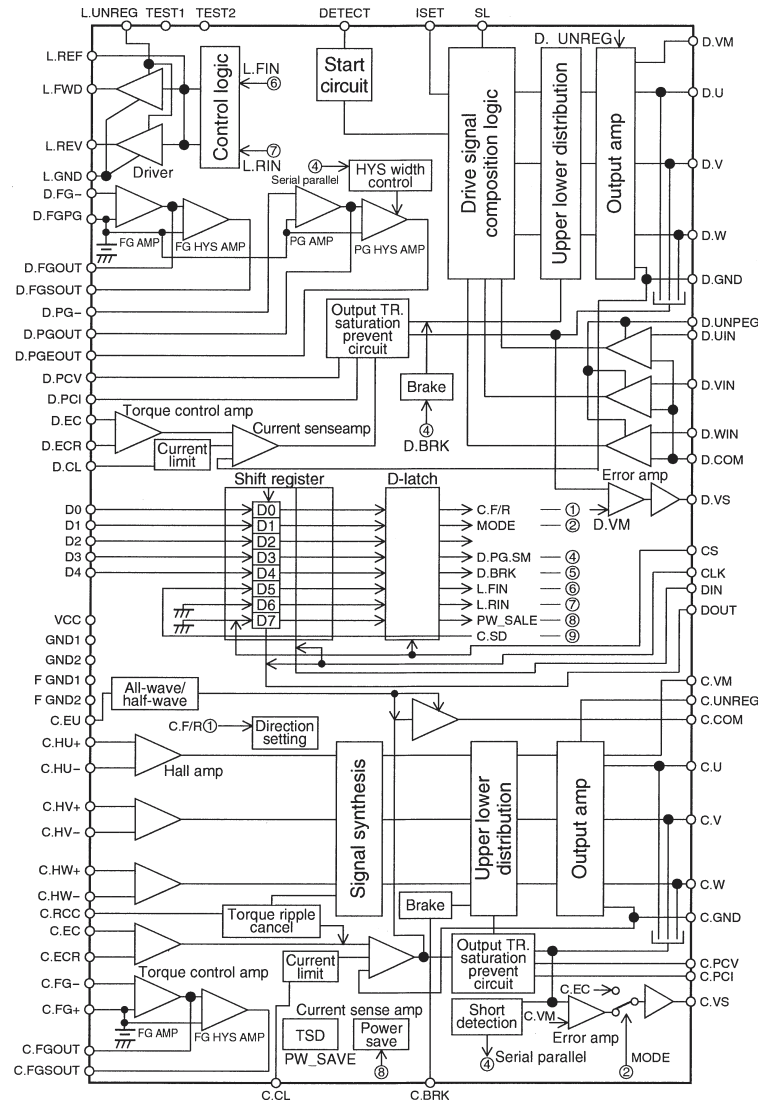 L.UNREG TEST1 TEST2 DETECT ISET SL
L.REF
L.FWD
L.REV
L.GND
D.FG−
D.FGPG
D.FGOUT
D.FGSOUT
D.PG−
D.PGOUT
D.PGEOUT
D.PCV
D.PCI
D.EC
D.ECR
D.CL
D0
D1
D2
D3
D4
VCC
GND1
GND2
F GND1
F GND2
C.EU
C.HU+
C.HU−
C.HV+
C.HV−
C.HW+
C.HW−
C.RCC
C.EC
C.ECR
C.FG−
C.FG+
C.FGOUT
C.FGSOUT
Driver
Control logic
L.FIN
⑥
⑦
L.RIN
Start
circuit
Drive signal
composition logic
D. UNREG
Upper lower distribution
Output amp
④
HYS width
control
Serial parallel
FG AMP
FG HYS AMP
PG AMP
PG HYS AMP
Output TR.
saturation
prevent
circuit
Brake
④
D.BRK
Torque control amp
Current
limit
Current senseamp
Error amp
D.VM
Shift register
D-latch
D0
D1
D2
D3
D4
D5
D6
D7
C.F/R ①
MODE ②
D.PG.SM ④
D.BRK ⑤
L.FIN ⑥
L.RIN ⑦
PW_SALE ⑧
C.SD ⑨
All-wave/
half-wave
C.F/R①
Direction
setting
Hall amp
Signal synthesis
Upper lower
distribution
Output amp
Brake
Torque ripple
cancel
Torque control amp
Current
limit
Output TR.
saturation
prevent
circuit
FG AMP
FG HYS AMP
Current sense amp
TSD
PW_SAVE
Power
save
⑧
Short
detection
④ Serial parallel
C.EC
C.VM
Error amp
MODE
②
D.VM
D.U
D.V
D.W
D.GND
D.UNPEG
D.UIN
D.VIN
D.WIN
D.COM
D.VS
CS
CLK
DIN
DOUT
C.VM
C.UNREG
C.COM
C.U
C.V
C.W
C.GND
C.PCV
C.PCI
C.VS
C.CL C.BRK